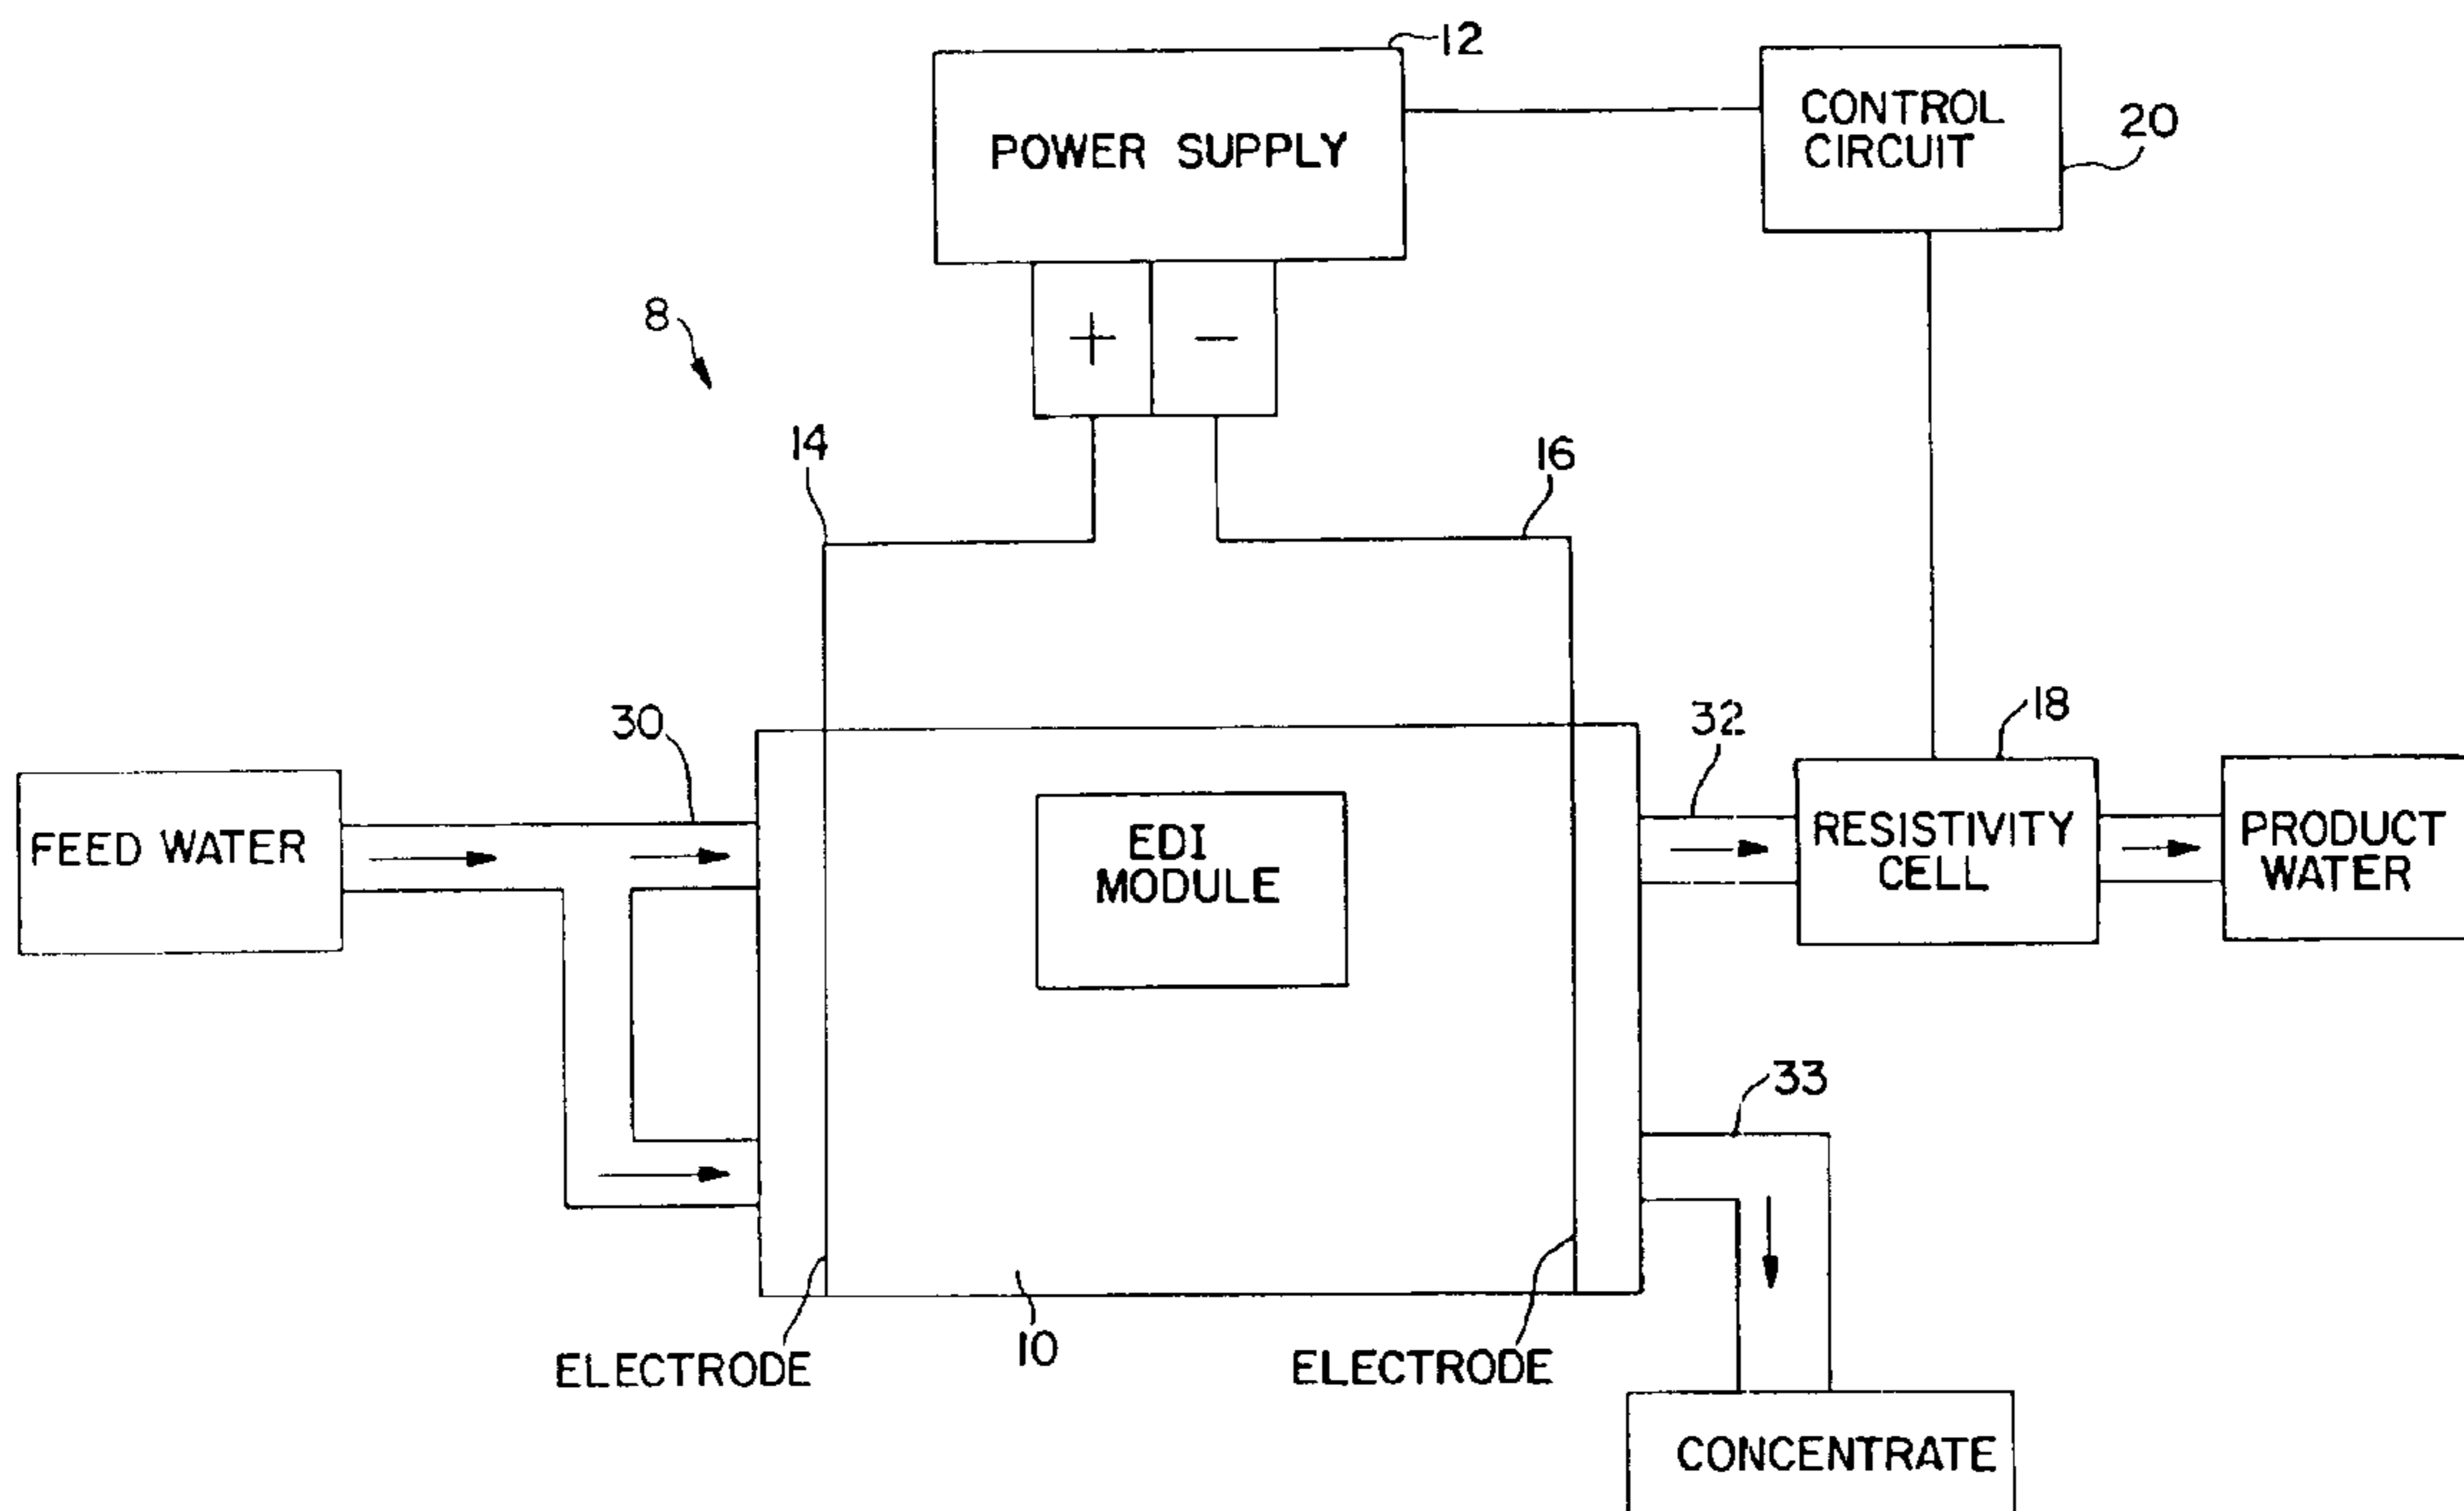 12
POWER SUPPLY
CONTROL
CIRCUIT
20
+
−
8
14
16
30
32
18
FEED WATER
EDI
MODULE
RESISTIVITY
CELL
PRODUCT
WATER
33
ELECTRODE
10
ELECTRODE
CONCENTRATE